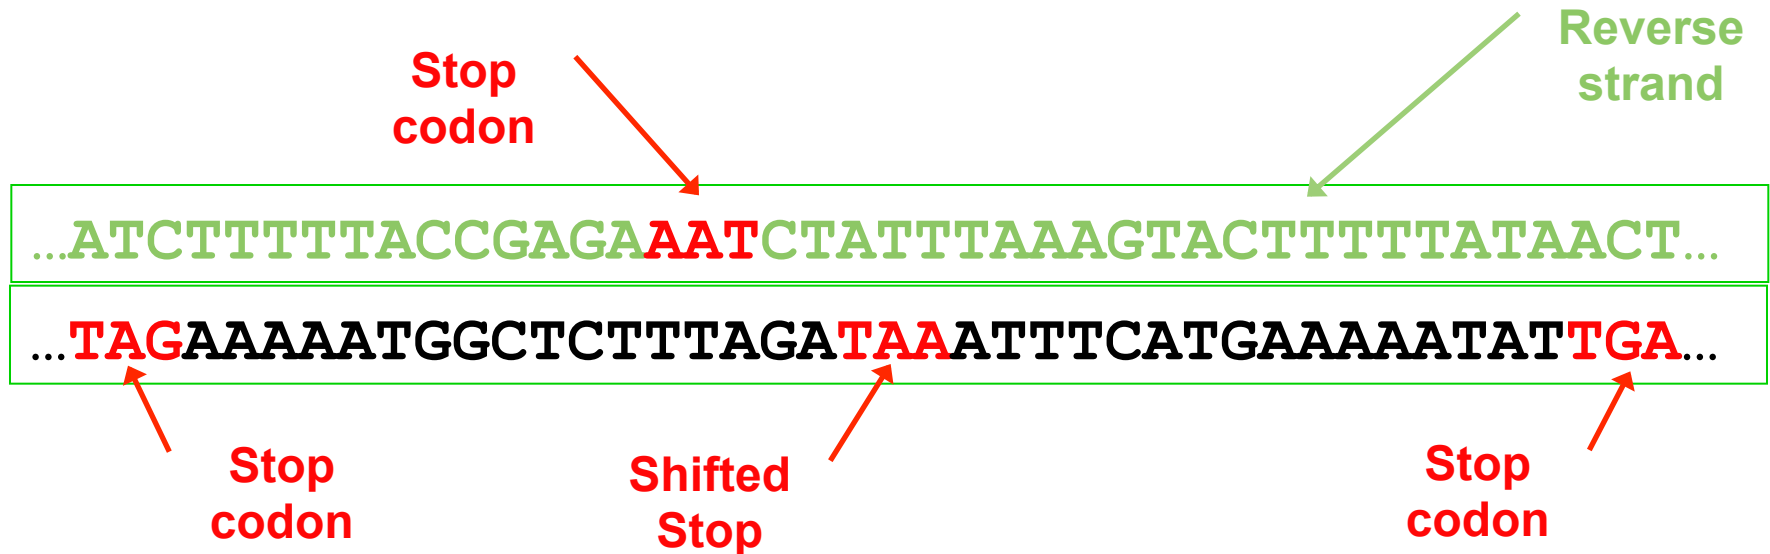 Reverse
strand
Stop
codon
...ATCTTTTTACCGAGAAATCTATTTAAAGTACTTTTTATAACT...
...TAGAAAAATGGCTCTTTAGATAAATTTCATGAAAAATATTGA...
Stop
codon
Shifted
Stop
Stop
codon